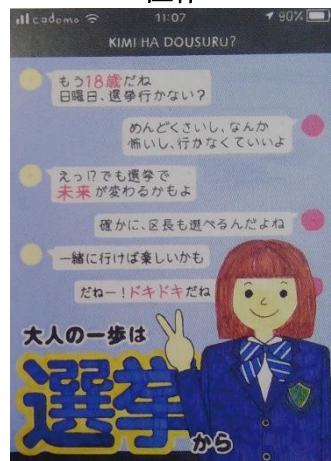 cadomo
11:07
90%
KIMI HA DOUSURU?
もう18歳だね
日曜日、選挙行かない?
めんどくさいし、なんか
怖いし、行かなくていいよ
えっ!?でも選挙で
未来が変わるかもよ
確かに、区長も選べるんだよね
一緒に行けば楽しいかも
だねー!ドキドキだね
大人の一歩は
選挙
から